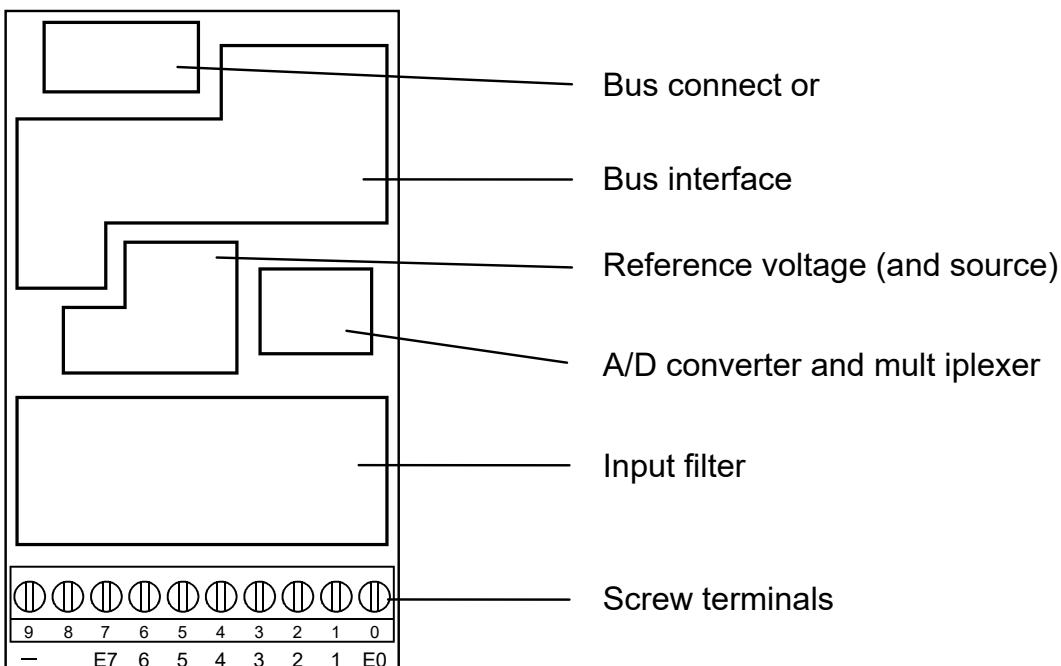 Bus connect or
Bus interface
Reference voltage (and source)
A/D converter and mult iplexer
Input filter
Screw terminals
9 8 7 6 5 4 3 2 1 0
– E7 6 5 4 3 2 1 E0